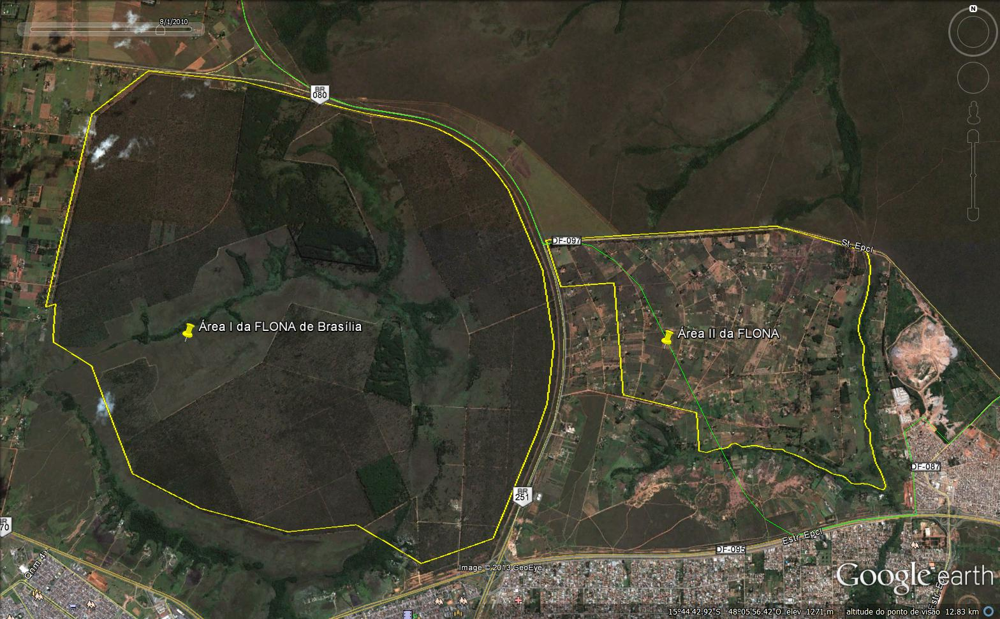 N
8/1/2010
BR
080
DF-097
St. Epcl
Área I da FLONA de Brasília
Área II da FLONA
DF-087
BR
251
BR
70
Estr. Epcl
DF-095
Qnm 4
Image © 2013 GeoEye
Google earth
15°44'42.92"S 48°05'56.42"O elev 1271 m altitude do ponto de visão 12.83 km